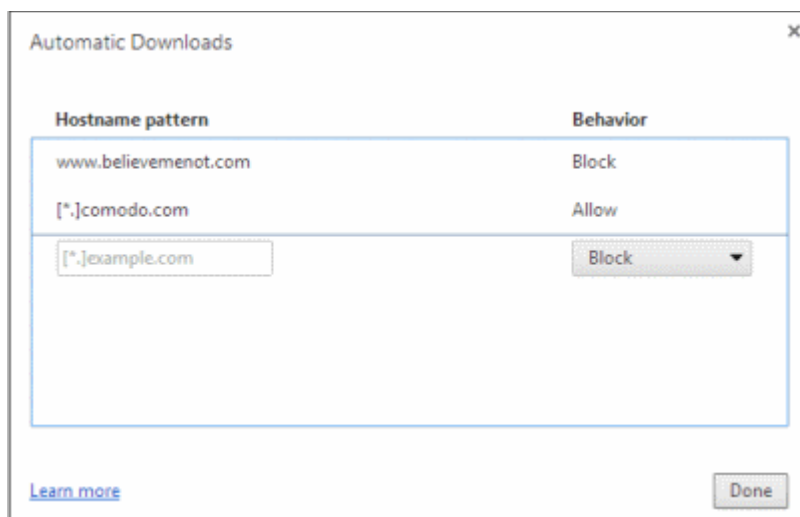 Automatic Downloads
Hostname pattern Behavior
www.believemenot.com Block
[*.]comodo.com Allow
[*.]example.com Block
Learn more Done